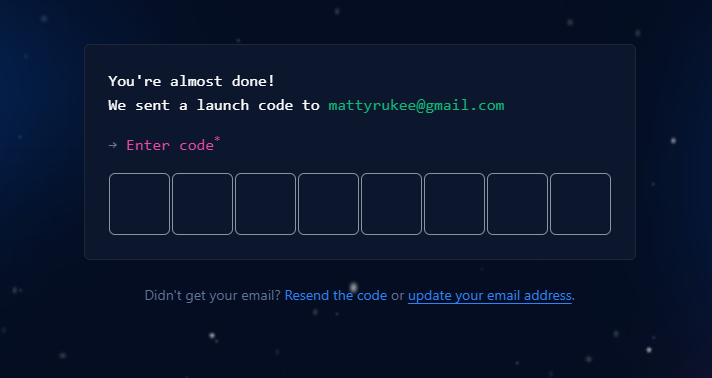 You're almost done!
We sent a launch code to mattyrukee@gmail.com
→ Enter code*
Didn't get your email? Resend the code or update your email address.